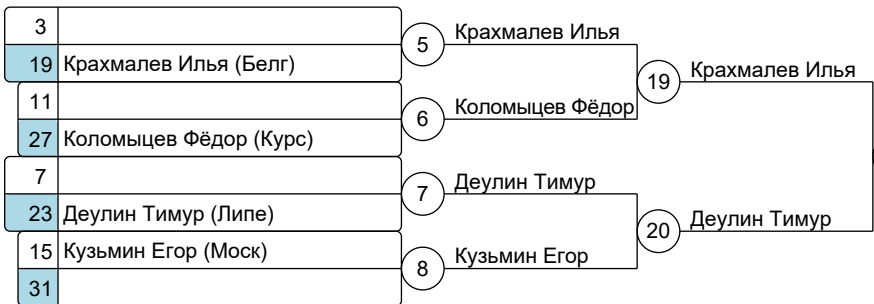 3
19 Крахмалев Илья (Белг)
11
27 Коломыцев Фёдор (Курс)
7
23 Деулин Тимур (Липе)
15 Кузьмин Егор (Моск)
31
5 Крахмалев Илья
6 Коломыцев Фёдор
7 Деулин Тимур
8 Кузьмин Егор
19 Крахмалев Илья
20 Деулин Тимур